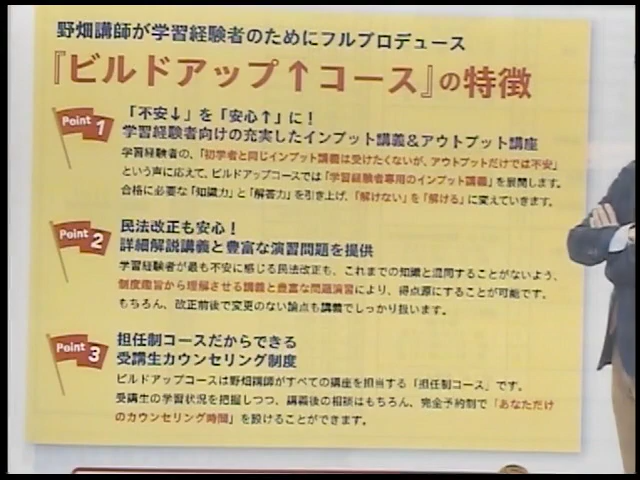 野畑講師が学習経験者のためにフルプロデュース
『ビルドアップ↑コース』の特徴
Point 1
「不安↓」を「安心↑」に!
学習経験者向けの充実したインプット講義&アウトプット講座
学習経験者の、「初学者と同じインプット講義は受けたくないが、アウトプットだけでは不安」
という声に応えて、ビルドアップコースでは「学習経験者専用のインプット講義」を展開します。
合格に必要な「知識力」と「解答力」を引き上げ、「解けない」を「解ける」に変えていきます。
Point 2
民法改正も安心!
詳細解説講義と豊富な演習問題を提供
学習経験者が最も不安に感じる民法改正も、これまでの知識と混同することがないよう、
制度趣旨から理解させる講義と豊富な問題演習により、得点源にすることが可能です。
もちろん、改正前後で変更のない論点も講義でしっかり扱います。
Point 3
担任制コースだからできる
受講生カウンセリング制度
ビルドアップコースは野畑講師がすべての講座を担当する「担任制コース」です。
受講生の学習状況を把握しつつ、講義後の相談はもちろん、完全予約制で「あなただけ
のカウンセリング時間」を設けることができます。